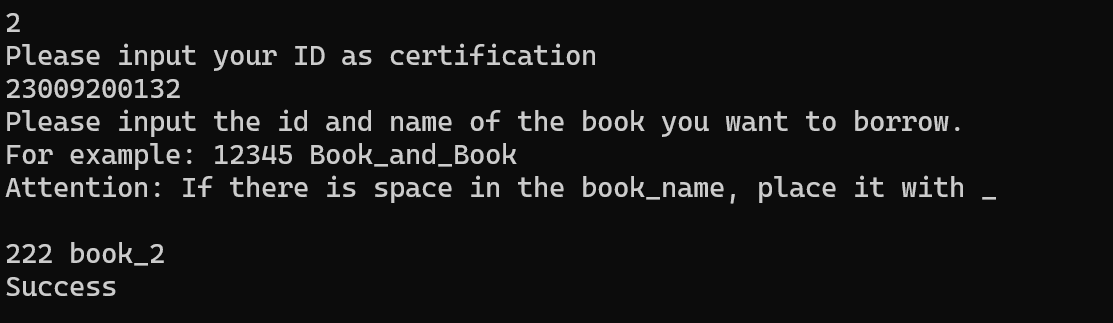 2
Please input your ID as certification
23009200132
Please input the id and name of the book you want to borrow.
For example: 12345 Book_and_Book
Attention: If there is space in the book_name, place it with _
222 book_2
Success